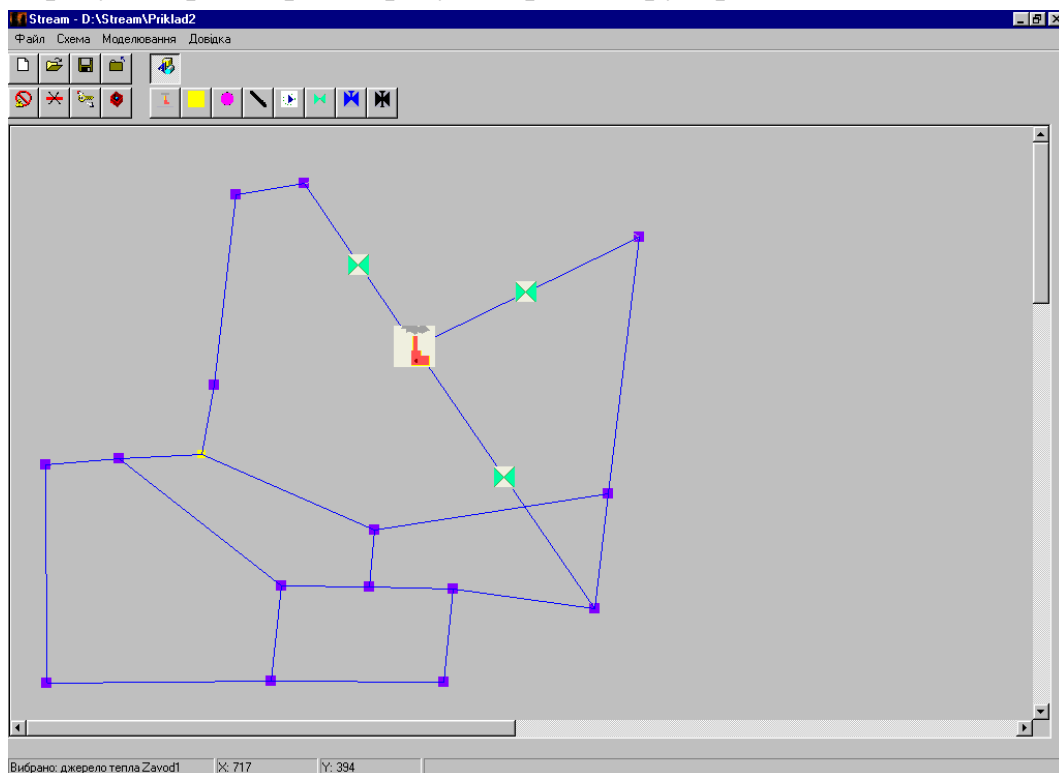 Stream - D:\Stream\Priklad2
Файл Схема Моделювання Довідка
Вибрано: джерело тепла Zavod1 X: 717 Y: 394